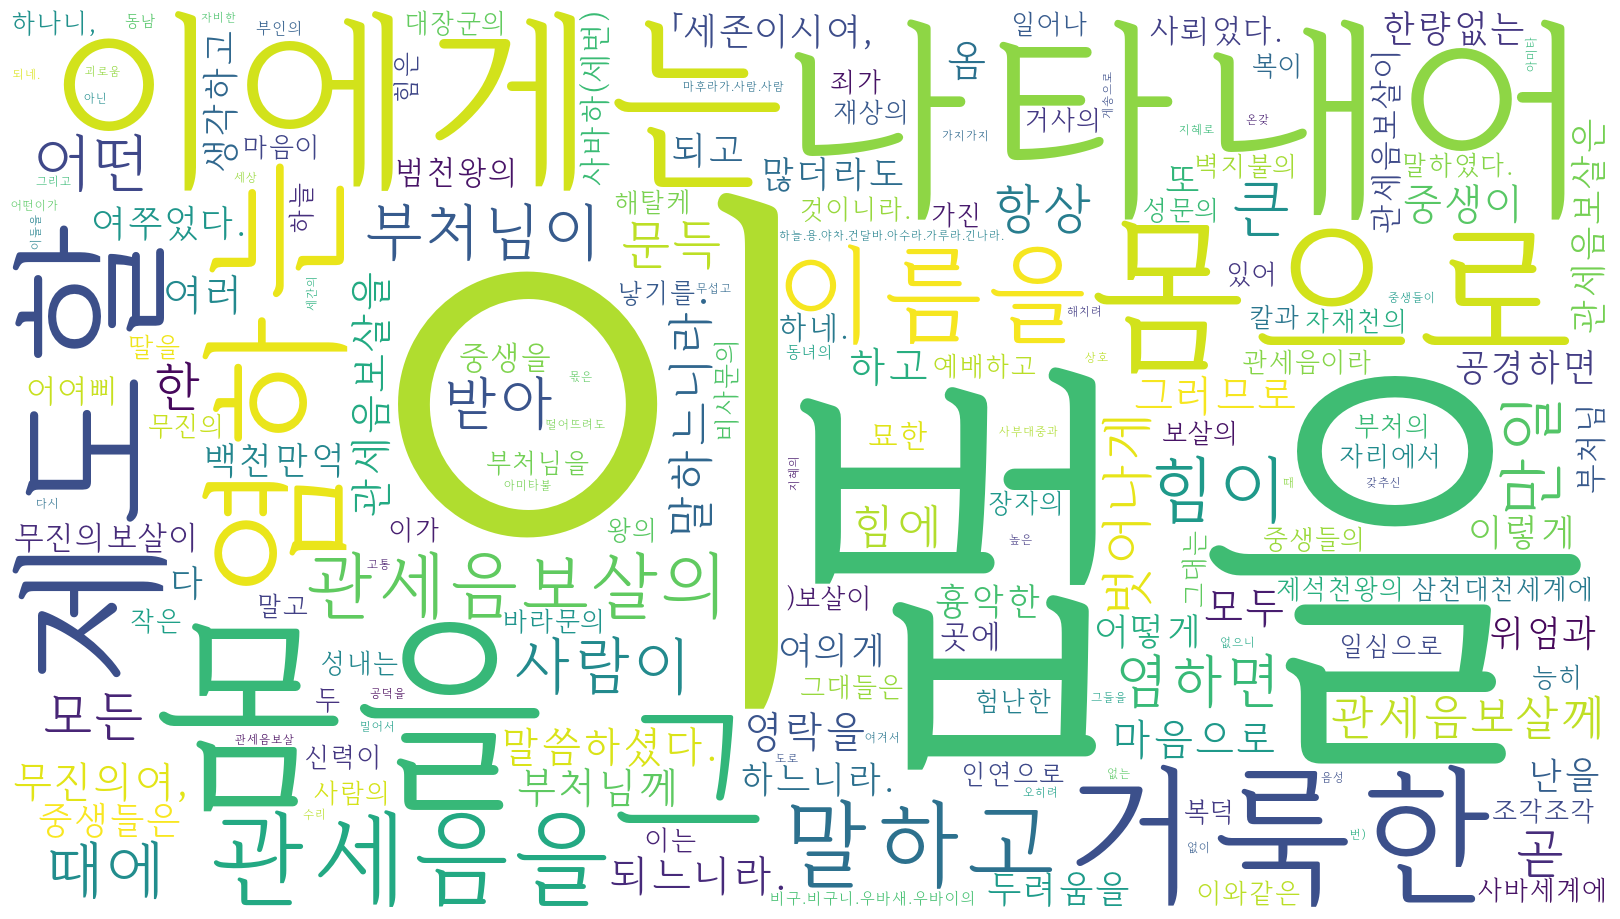 하나니,
동남
자비한
부인의
대장군의
「세존이시여,
일어나
사뢰었다.
한량없는
이에게는
나타내어
되네.
괴로움
아닌
생각하고
힘은
사바하(세번)
마후라가.사람.사람
죄가
재상의
옴
거사의
게송으로
복이
온갖
관세음보살이
아미타
어떤
마음이
범천왕의
되고
많더라도
가지가지
지혜로
벽지불의
말하였다.
관세음보살은
그리고
세상
어떤이가
이들을
여쭈었다.
하늘
부처님이
해탈케
문득
것이니라.
가진
항상
또
성문의
큰
중생이
하늘.용.야차.건달바.아수라.가루라.긴나라.
제도할
는
여러
세간의
관세음보살을
낳기를.
무섭고
이름을
몸으로
있어
해치려
중생들이
칼과
자재천의
딸을
염하
중생을
받아
몫은
떨어뜨려도
부처님을
아미타불
이
말하느니라.
비사문의
하네.
동녀의
하고
예배하고
상호
관세음이라
공경하면
어여삐
한
무진의
백천만억
그러므로
묘한
사부대중과
지혜의
보살의
부처의
자리에서
갖추신
만일
부처님
벗어나게
힘이
때
다시
무진의보살이
이가
왕의
힘에
장자의
높은
법을
그대는
중생들의
이렇게
다
고통
관세음보살의
말고
작은
바라문의
)보살이
흉악한
제석천왕의
삼천대천세계에
모두
성내는
사람이
여의게
곳에
어떻게
없으니
일심으로
위엄과
몸을
두
공덕을
밀어서
그대들은
험난한
염하면
그들을
능히
모든
관세음보살
신력이
말씀하셨다.
그
영락을
여겨서
마음으로
관세음보살께
무진의여,
사람의
수리
부처님께
도로
하느니라.
인연으로
오히려
없는
음성
난을
중생들은
몸를
복덕
조각조각
때에
관세음을
이는
되느니라.
말하고
거룩한
없이
번)
곧
비구.비구니.우바새.우바이의
두려움을
이와같은
사바세계에